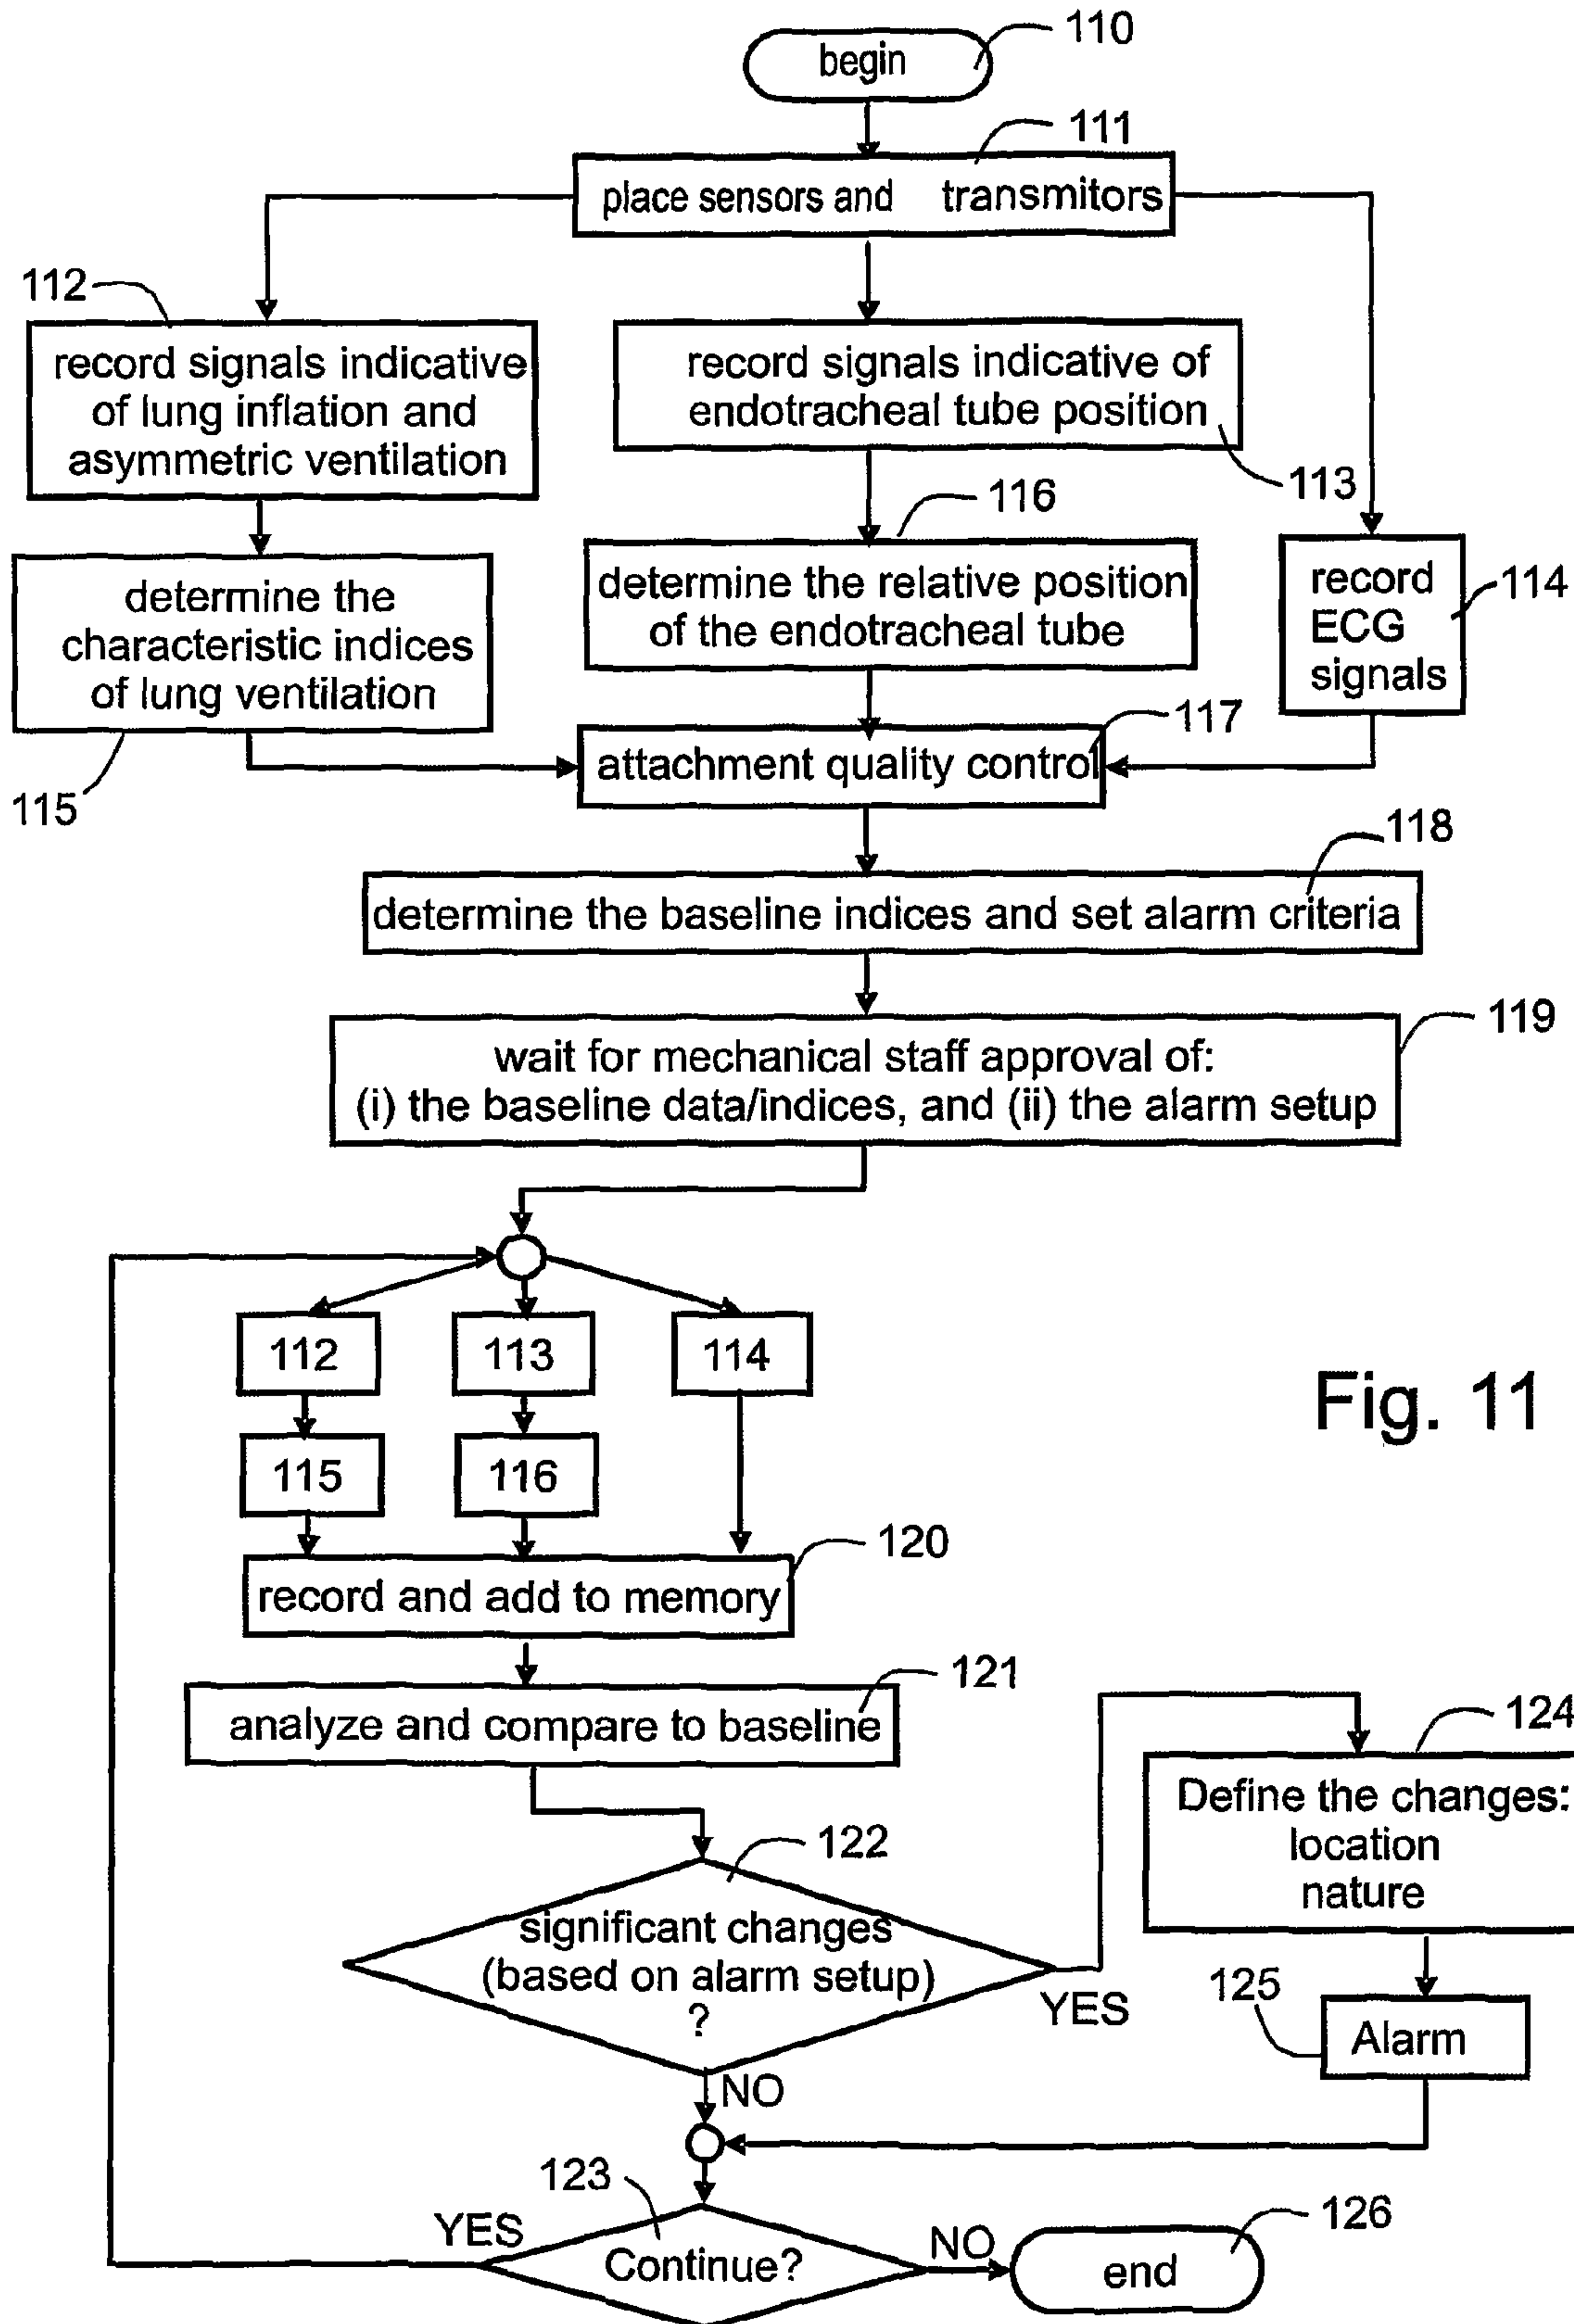 begin
110
111
place sensors and transmitors
112
record signals indicative
of lung inflation and
asymmetric ventilation
record signals indicative of
endotracheal tube position
113
116
determine the
characteristic indices
of lung ventilation
115
determine the relative position
of the endotracheal tube
record
ECG
signals
114
117
attachment quality control
118
determine the baseline indices and set alarm criteria
119
wait for mechanical staff approval of:
(i) the baseline data/indices, and (ii) the alarm setup
112
113
114
Fig. 11
115
116
120
record and add to memory
121
analyze and compare to baseline
122
significant changes
(based on alarm setup)
?
YES
NO
124
Define the changes:
location
nature
125
Alarm
123
YES
Continue?
NO
126
end